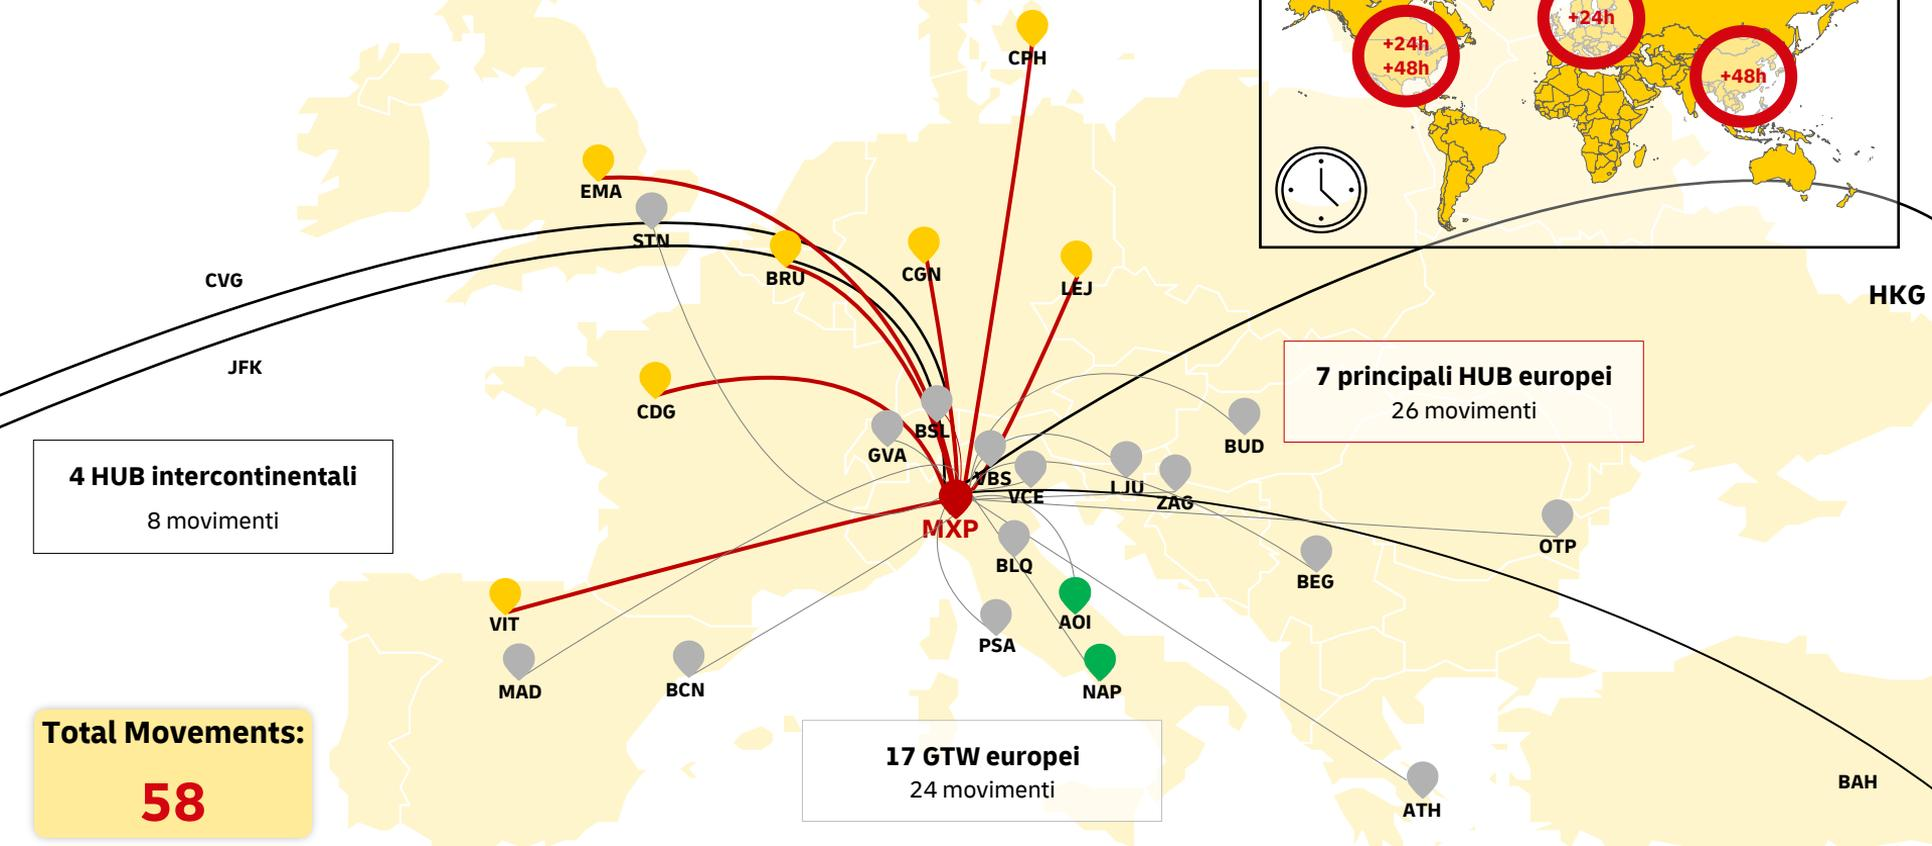 +24h
+24h
+48h
+48h
CPH
EMA
STN
BRU
CGN
LEJ
CVG
HKG
JFK
CDG
BSL
GVA
VBS
VCE
LJU
ZAG
BUD
7 principali HUB europei
26 movimenti
4 HUB intercontinentali
8 movimenti
MXP
BLQ
OTP
BEG
VIT
AOI
PSA
MAD
BCN
NAP
Total Movements:
58
17 GTW europei
24 movimenti
BAH
ATH